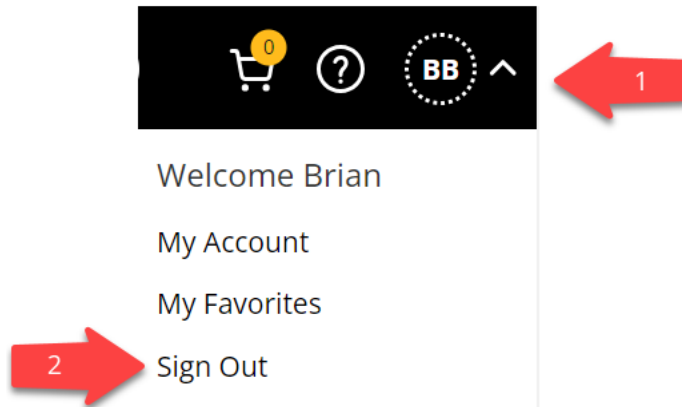 0
? BB 1
Welcome Brian
My Account
My Favorites
2 Sign Out